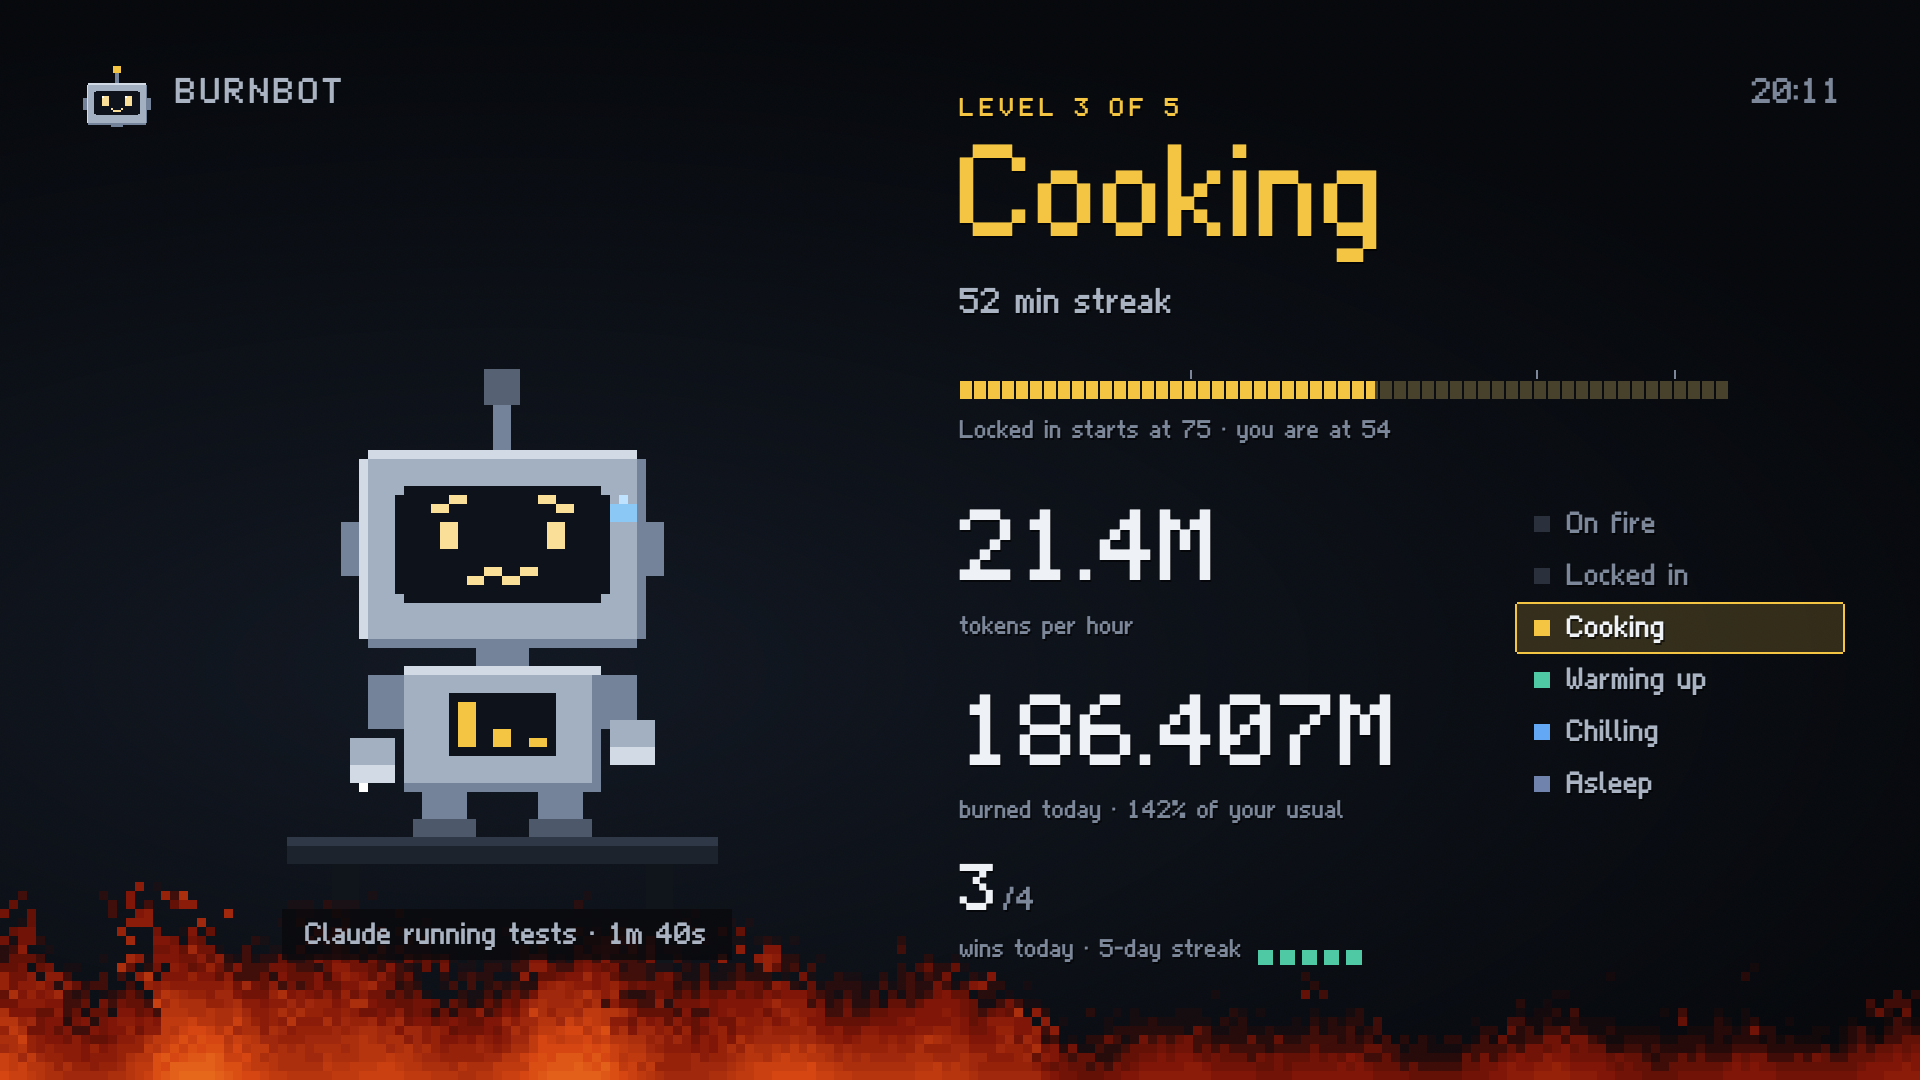 BURNBOT
20:11
LEVEL 3 OF 5
Cooking
52 min streak
Locked in starts at 75 · you are at 54
21.4M
tokens per hour
186.407M
burned today · 142% of your usual
3/4
wins today · 5-day streak
On fire
Locked in
Cooking
Warming up
Chilling
Asleep
Claude running tests · 1m 40s